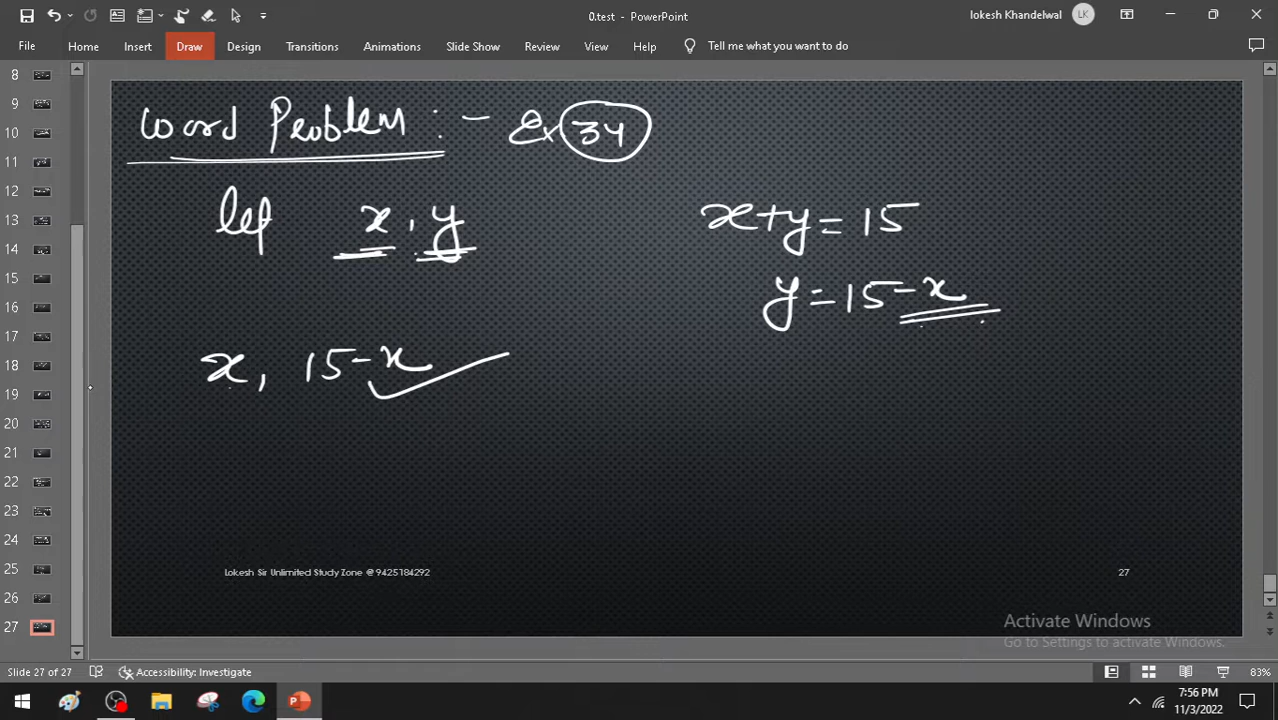 0.test - PowerPoint
lokesh Khandelwal LK
File Home Insert Draw Design Transitions Animations Slide Show Review View Help Tell me what you want to do
8
9
10
11
12
13
14
15
16
17
18
19
20
21
22
23
24
25
26
27
Word Problem :- Ex 34
let x, y
x+y=15
y=15-x
x, 15-x
Lokesh Sir Unlimited Study Zone @ 9425184292
27
Activate Windows
Go to Settings to activate Windows.
Slide 27 of 27 Accessibility: Investigate 83%
7:56 PM
11/3/2022